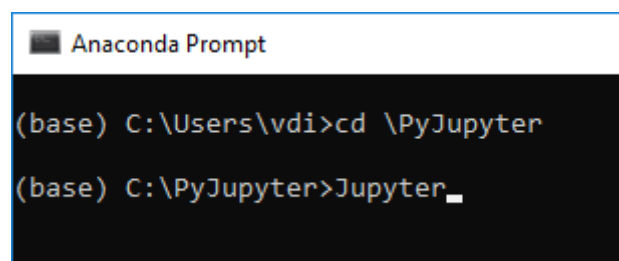 Anaconda Prompt
(base) C:\Users\vdi>cd \PyJupyter
(base) C:\PyJupyter>Jupyter